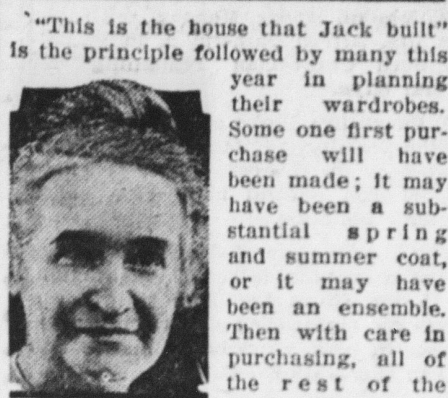 "This is the house that Jack built"
is the principle followed by many this
year in planning
their wardrobes.
Some one first pur-
chase will have
been made; it may
have been a sub-
stantial spring
and summer coat,
or it may have
been an ensemble.
Then with care in
purchasing, all of
the rest of the